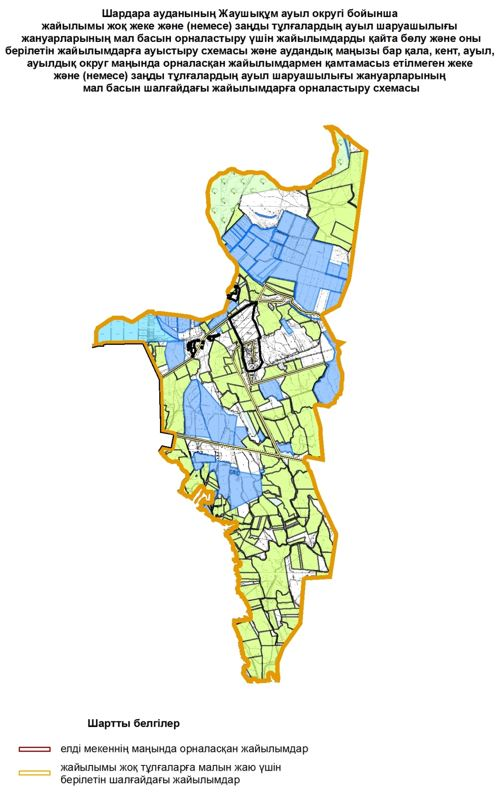 Шардара ауданының Жаушықұм ауыл округі бойынша
жайылымы жоқ жеке және (немесе) заңды тұлғалардың ауыл шаруашылығы
жануарларының мал басын орналастыру үшін жайылымдарды қайта бөлу және оны
берілетін жайылымдарға ауыстыру схемасы және аудандық маңызы бар қала, кент, ауыл,
ауылдық округ маңында орналасқан жайылымдармен қамтамасыз етілмеген жеке
және (немесе) заңды тұлғалардың ауыл шаруашылығы жануарларының
мал басын шалғайдағы жайылымдарға орналастыру схемасы
Шартты белгілер
елді мекеннің маңында орналасқан жайылымдар
жайылымы жоқ тұлғаларға малын жаю үшін
берілетін шалғайдағы жайылымдар